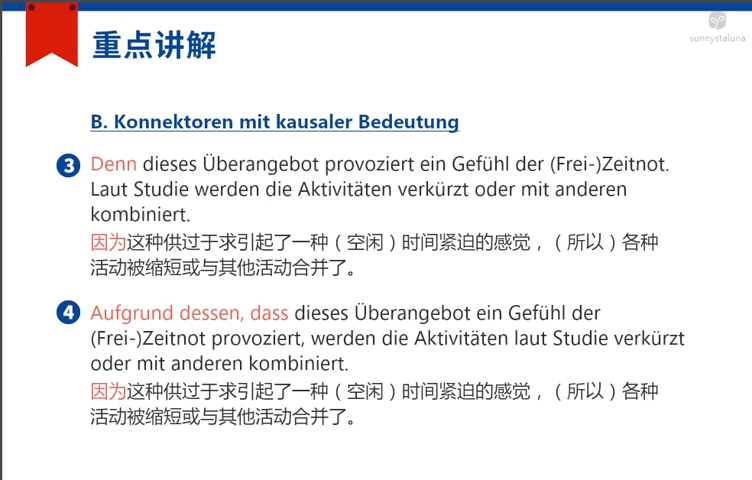 sunnystaluna
重点讲解
B. Konnektoren mit kausaler Bedeutung
3 Denn dieses Überangebot provoziert ein Gefühl der (Frei-)Zeitnot.
Laut Studie werden die Aktivitäten verkürzt oder mit anderen
kombiniert.
因为这种供过于求引起了一种（空闲）时间紧迫的感觉，（所以）各种
活动被缩短或与其他活动合并了。
4 Aufgrund dessen, dass dieses Überangebot ein Gefühl der
(Frei-)Zeitnot provoziert, werden die Aktivitäten laut Studie verkürzt
oder mit anderen kombiniert.
因为这种供过于求引起了一种（空闲）时间紧迫的感觉，（所以）各种
活动被缩短或与其他活动合并了。